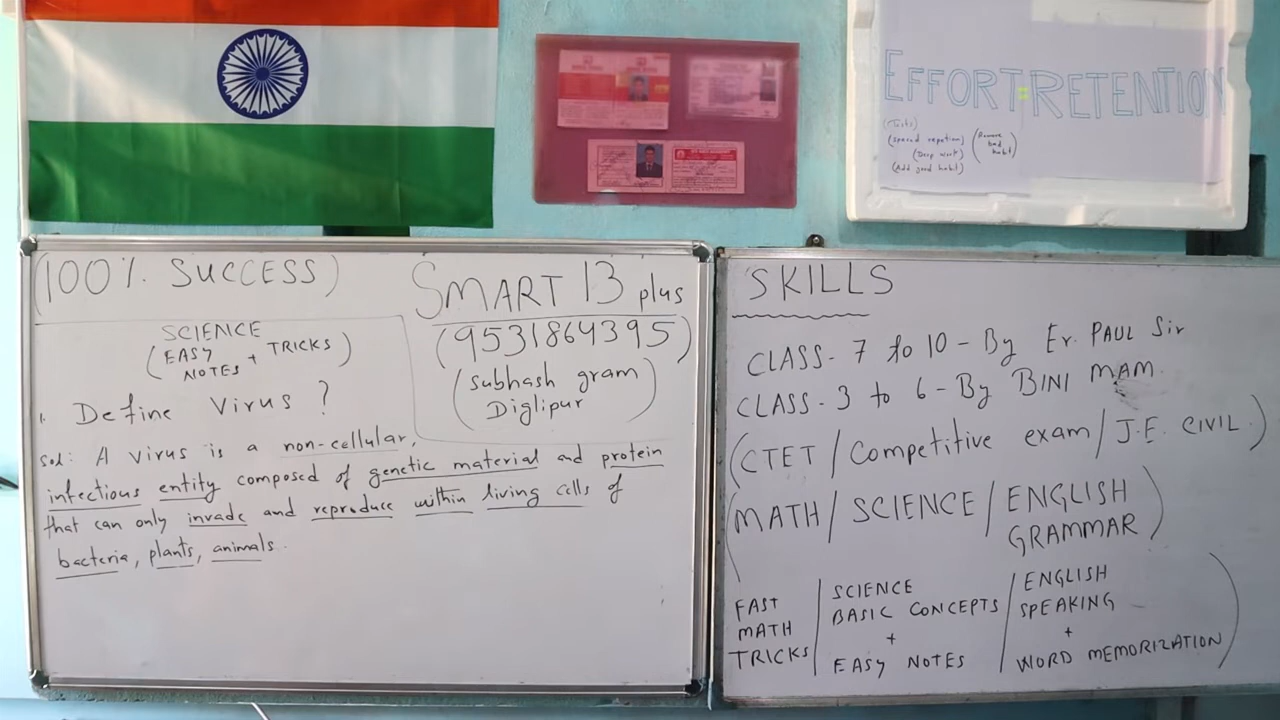 EFFORT=RETENTION
(Tests)
(spaced repetion)
(Deep work)
(Add good habit)
(Remove
bad
habit)
(100% SUCCESS)
SCIENCE
(EASY
NOTES + TRICKS)
SMART 13 plus
(9531864395)
(subhash gram
Diglipur)
1. Define Virus ?
Sol: A virus is a non-cellular,
infectious entity composed of genetic material and protein
that can only invade and reproduce within living cells of
bacteria, plants, animals.
SKILLS
CLASS- 7 to 10 - By Er. PAUL Sir
CLASS- 3 to 6 - By BINI MAM.
(CTET / Competitive exam / J.E. CIVIL.)
(MATH / SCIENCE / ENGLISH
GRAMMAR)
FAST
MATH
TRICKS
SCIENCE
BASIC CONCEPTS
+
EASY NOTES
ENGLISH
SPEAKING
+
WORD MEMORIZATION)